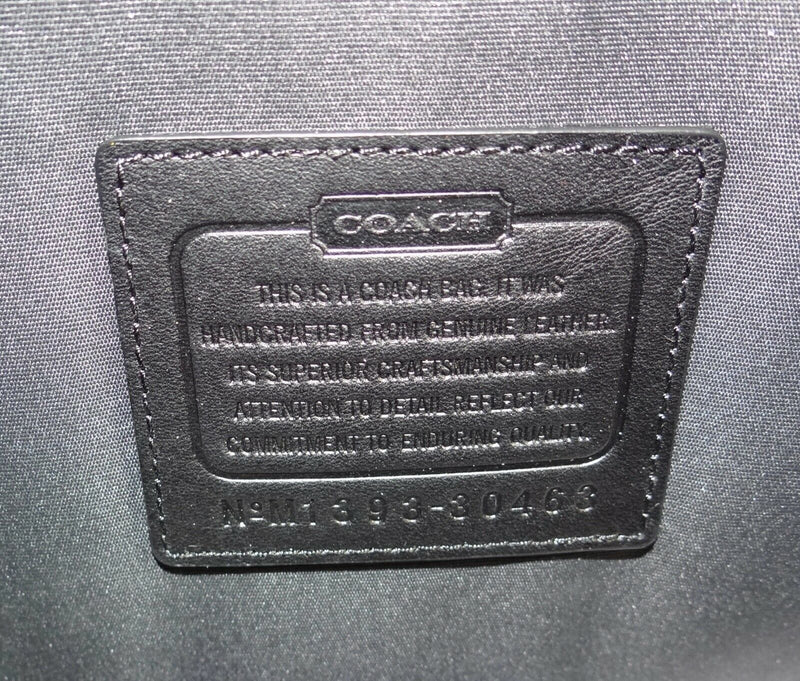 COACH
THIS IS A COACH BAG. IT WAS
HANDCRAFTED FROM GENUINE LEATHER.
ITS SUPERIOR CRAFTSMANSHIP AND
ATTENTION TO DETAIL REFLECT OUR
COMMITMENT TO ENDURING QUALITY.
Nº M1393-30463